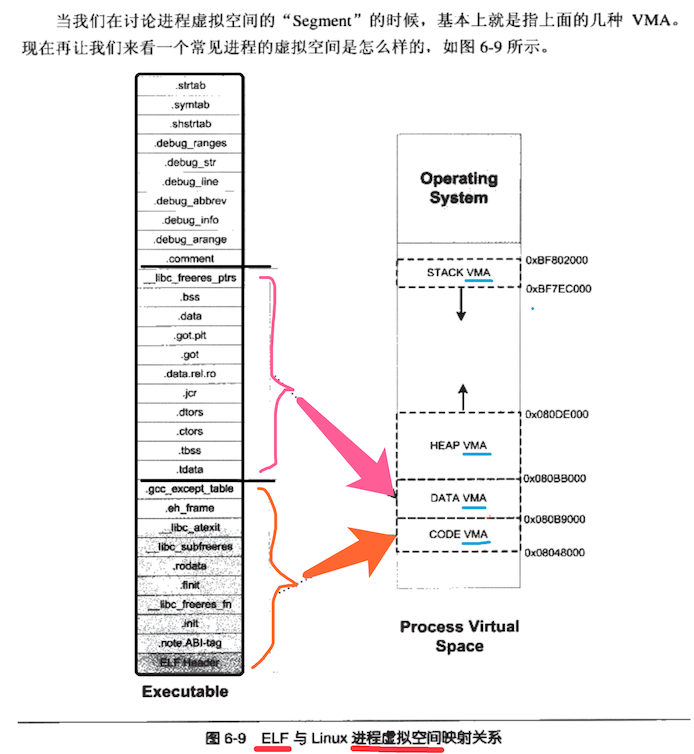 当我们在讨论进程虚拟空间的“Segment”的时候，基本上就是指上面的几种 VMA。
现在再让我们来看一个常见进程的虚拟空间是怎么样的，如图 6-9 所示。
.strtab
.symtab
.shstrtab
.debug_ranges
.debug_str
.debug_line
.debug_abbrev
.debug_info
.debug_arange
.comment
__libc_freeres_ptrs
.bss
.data
.got.plt
.got
.data.rel.ro
.jcr
.dtors
.ctors
.tbss
.tdata
.gcc_except_table
.eh_frame
__libc_atexit
__libc_subfreeres
.rodata
.finit
__libc_freeres_fn
.init
.note.ABI-tag
ELF Header
Executable
Operating
System
0xBF802000
STACK VMA
0xBF7EC000
0x080DE000
HEAP VMA
0x080BB000
DATA VMA
0x080B9000
CODE VMA
0x08048000
Process Virtual
Space
图 6-9 ELF 与 Linux 进程虚拟空间映射关系